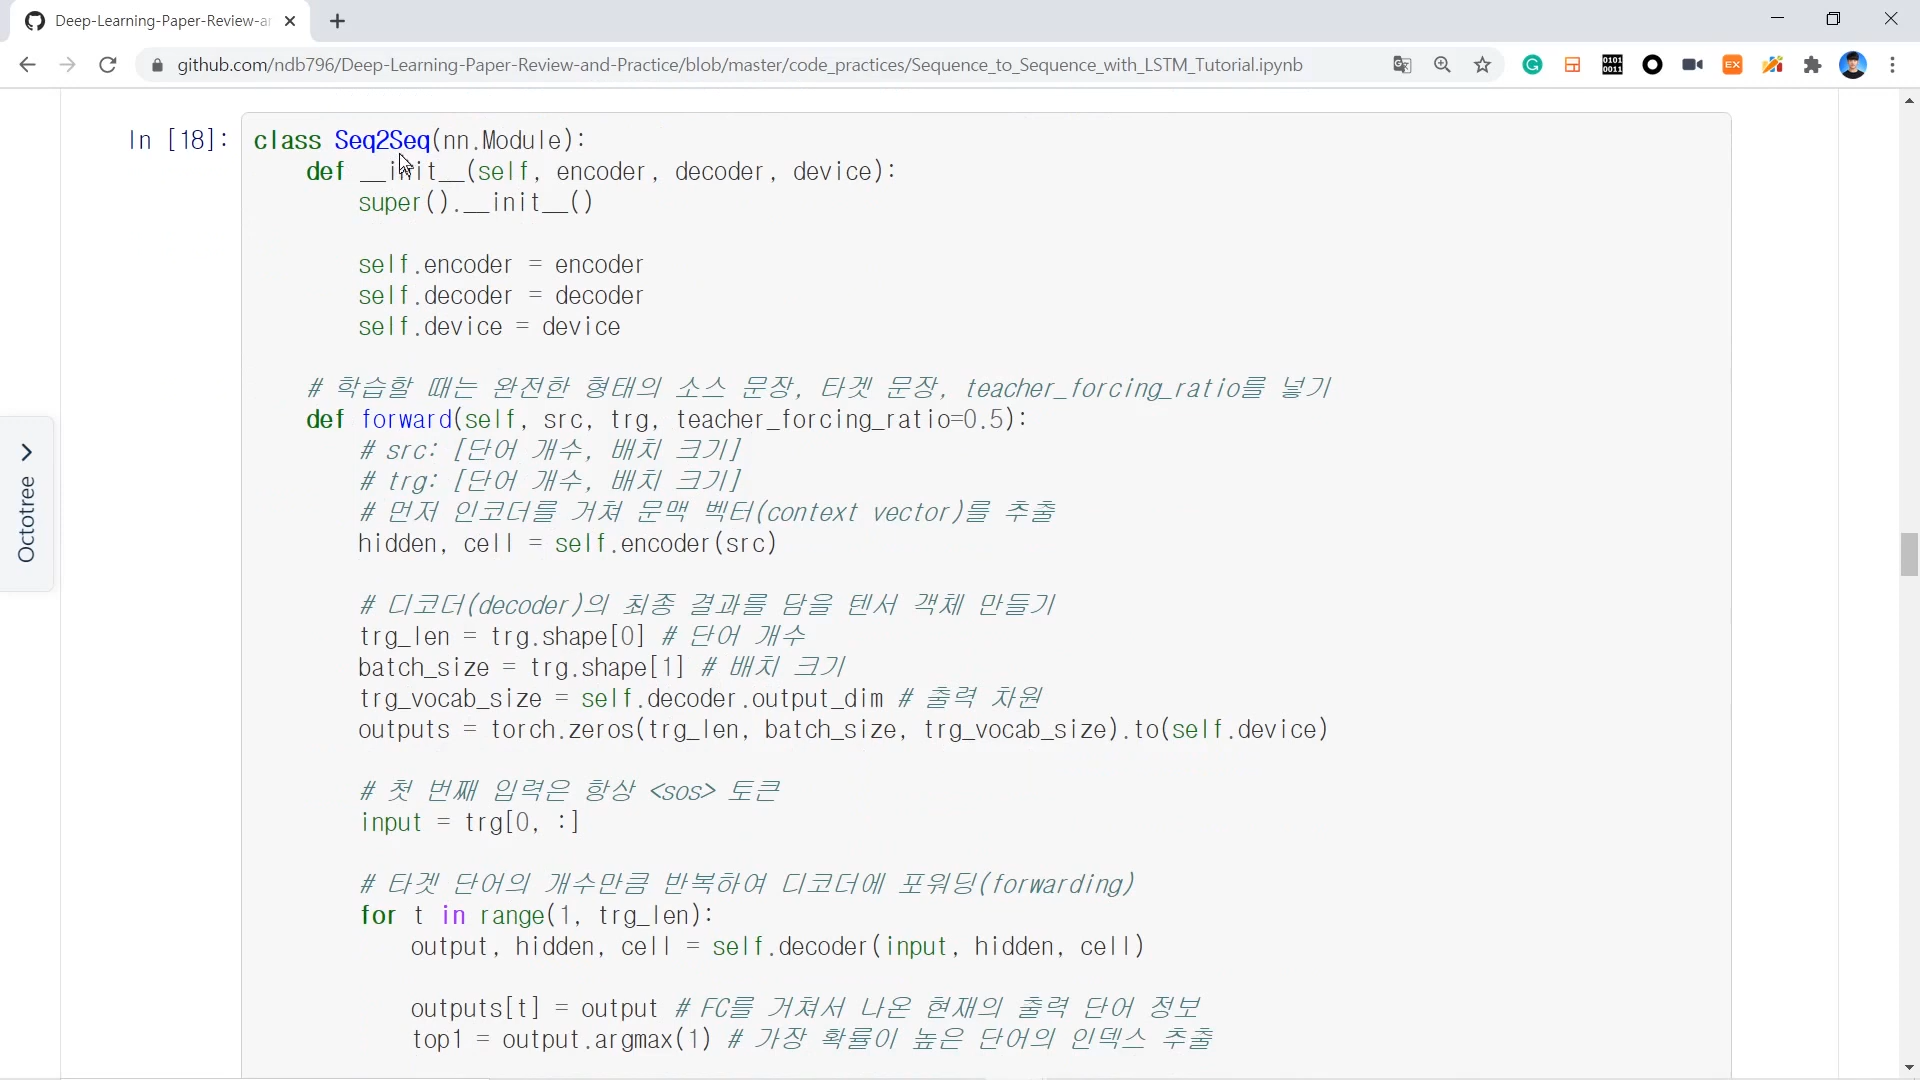 Deep-Learning-Paper-Review-ar
github.com/ndb796/Deep-Learning-Paper-Review-and-Practice/blob/master/code_practices/Sequence_to_Sequence_with_LSTM_Tutorial.ipynb
Octotree
In [18]:
class Seq2Seq(nn.Module):
def __init__(self, encoder, decoder, device):
super().__init__()
self.encoder = encoder
self.decoder = decoder
self.device = device
# 학습할 때는 완전한 형태의 소스 문장, 타겟 문장, teacher_forcing_ratio를 넣기
def forward(self, src, trg, teacher_forcing_ratio=0.5):
# src: [단어 개수, 배치 크기]
# trg: [단어 개수, 배치 크기]
# 먼저 인코더를 거쳐 문맥 벡터(context vector)를 추출
hidden, cell = self.encoder(src)
# 디코더(decoder)의 최종 결과를 담을 텐서 객체 만들기
trg_len = trg.shape[0] # 단어 개수
batch_size = trg.shape[1] # 배치 크기
trg_vocab_size = self.decoder.output_dim # 출력 차원
outputs = torch.zeros(trg_len, batch_size, trg_vocab_size).to(self.device)
# 첫 번째 입력은 항상 <sos> 토큰
input = trg[0, :]
# 타겟 단어의 개수만큼 반복하여 디코더에 포워딩(forwarding)
for t in range(1, trg_len):
output, hidden, cell = self.decoder(input, hidden, cell)
outputs[t] = output # FC를 거쳐서 나온 현재의 출력 단어 정보
top1 = output.argmax(1) # 가장 확률이 높은 단어의 인덱스 추출